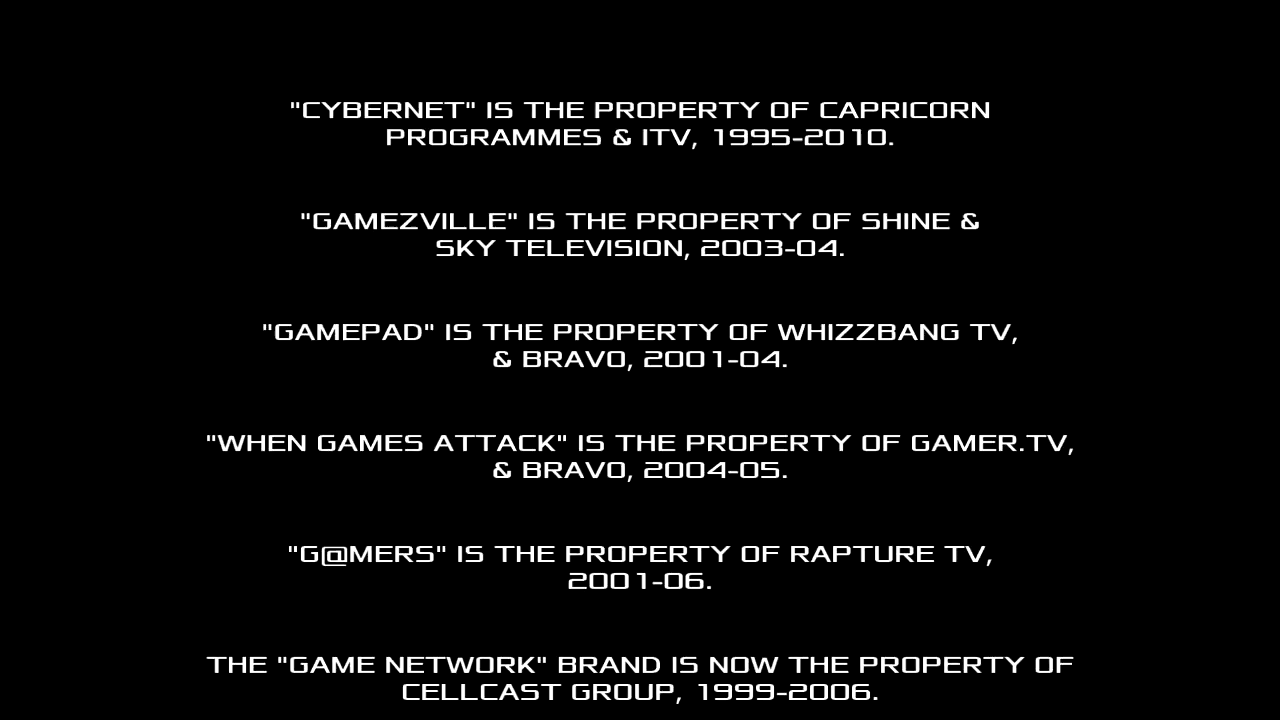 "CYBERNET" IS THE PROPERTY OF CAPRICORN
PROGRAMMES & ITV, 1995-2010.
"GAMEZVILLE" IS THE PROPERTY OF SHINE &
SKY TELEVISION, 2003-04.
"GAMEPAD" IS THE PROPERTY OF WHIZZBANG TV,
& BRAVO, 2001-04.
"WHEN GAMES ATTACK" IS THE PROPERTY OF GAMER.TV,
& BRAVO, 2004-05.
"G@MERS" IS THE PROPERTY OF RAPTURE TV,
2001-06.
THE "GAME NETWORK" BRAND IS NOW THE PROPERTY OF
CELLCAST GROUP, 1999-2006.